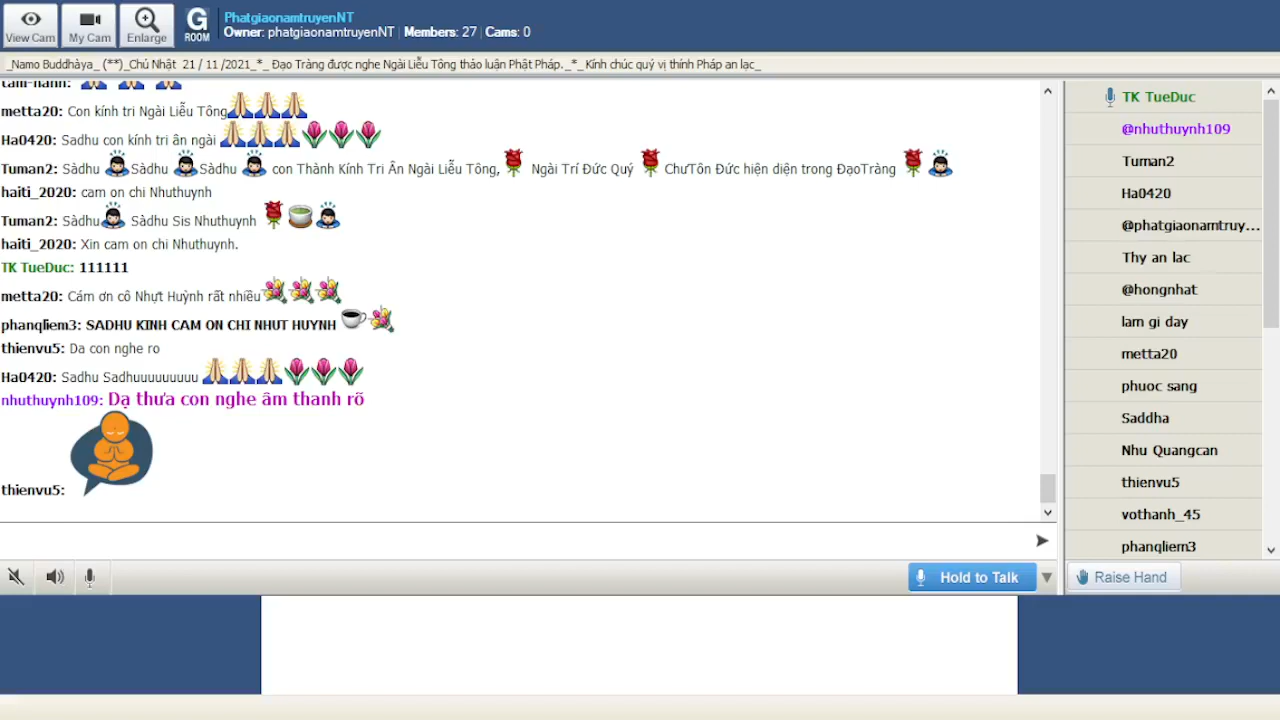 View Cam
My Cam
Enlarge
G ROOM
PhatgiaonamtruyenNT
Owner: phatgiaonamtruyenNT | Members: 27 | Cams: 0
_Namo Buddhàya_ (**)_Chủ Nhật 21 / 11 /2021_*_ Đạo Tràng được nghe Ngài Liễu Tông thảo luận Phật Pháp._*_Kính chúc quý vị thính Pháp an lạc_
tam-hanh:
metta20: Con kính tri Ngài Liễu Tông
Ha0420: Sadhu con kính tri ân ngài
Tuman2: Sàdhu Sàdhu Sàdhu con Thành Kính Tri Ân Ngài Liễu Tông, Ngài Trí Đức Quý ChưTôn Đức hiện diện trong ĐạoTràng
haiti_2020: cam on chi Nhuthuynh
Tuman2: Sàdhu Sàdhu Sis Nhuthuynh
haiti_2020: Xin cam on chi Nhuthuynh.
TK TueDuc: 111111
metta20: Cám ơn cô Nhựt Huỳnh rất nhiều
phanqliem3: SADHU KINH CAM ON CHI NHUT HUYNH
thienvu5: Da con nghe ro
Ha0420: Sadhu Sadhuuuuuuuuu
nhuthuynh109: Dạ thưa con nghe âm thanh rõ
thienvu5:
Hold to Talk
TK TueDuc
@nhuthuynh109
Tuman2
Ha0420
@phatgiaonamtruy...
Thy an lac
@hongnhat
lam gi day
metta20
phuoc sang
Saddha
Nhu Quangcan
thienvu5
vothanh_45
phanqliem3
Raise Hand